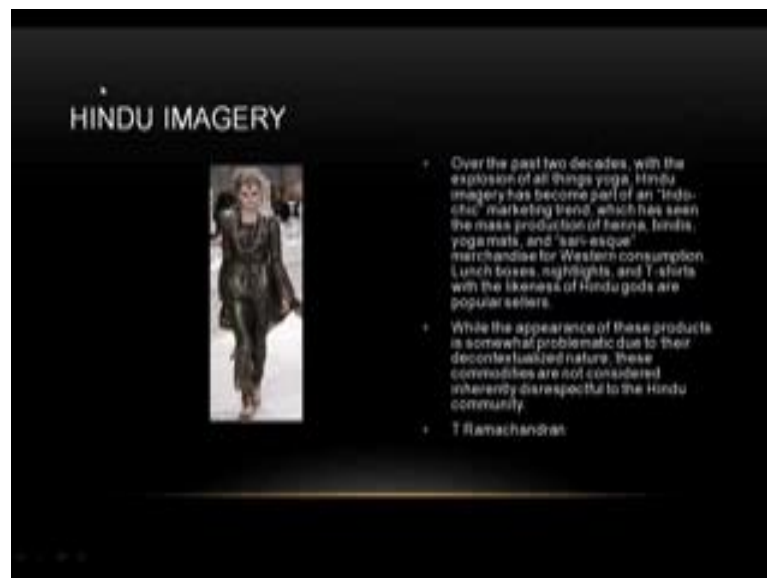 HINDU IMAGERY
Over the past two decades, with the
explosion of all things yoga, Hindu
imagery has become part of an "Indo-
chic" marketing trend, which has seen
the mass production of henna, bindis,
yoga mats, and "sari-esque"
merchandise for Western consumption.
Lunch boxes, nightlights, and T-shirts
with the likeness of Hindu gods are
popular sellers.
While the appearance of these products
is somewhat problematic due to their
decontextualized nature, these
commodities are not considered
inherently disrespectful to the Hindu
community.
T Ramachandran